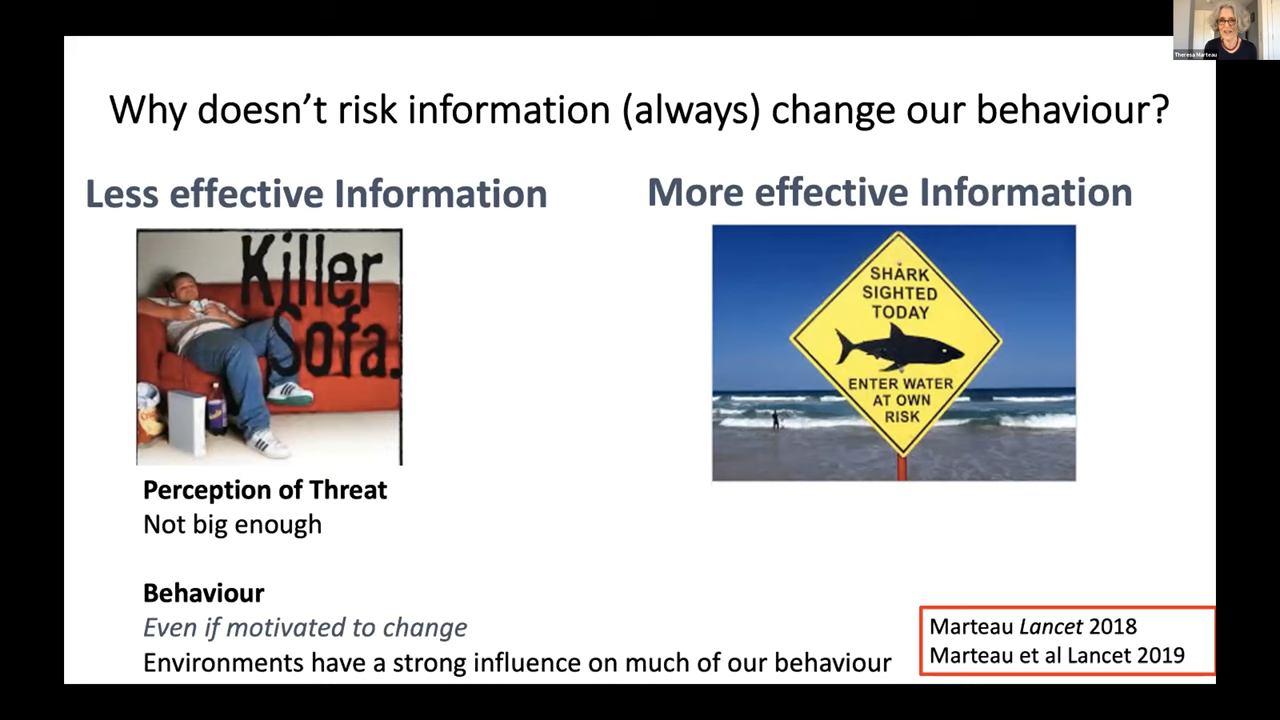 Theresa Marteau
Why doesn't risk information (always) change our behaviour?
Less effective Information
More effective Information
Killer
Sofa.
SHARK
SIGHTED
TODAY
ENTER WATER
AT OWN
RISK
Perception of Threat
Not big enough
Behaviour
Even if motivated to change
Environments have a strong influence on much of our behaviour
Marteau Lancet 2018
Marteau et al Lancet 2019